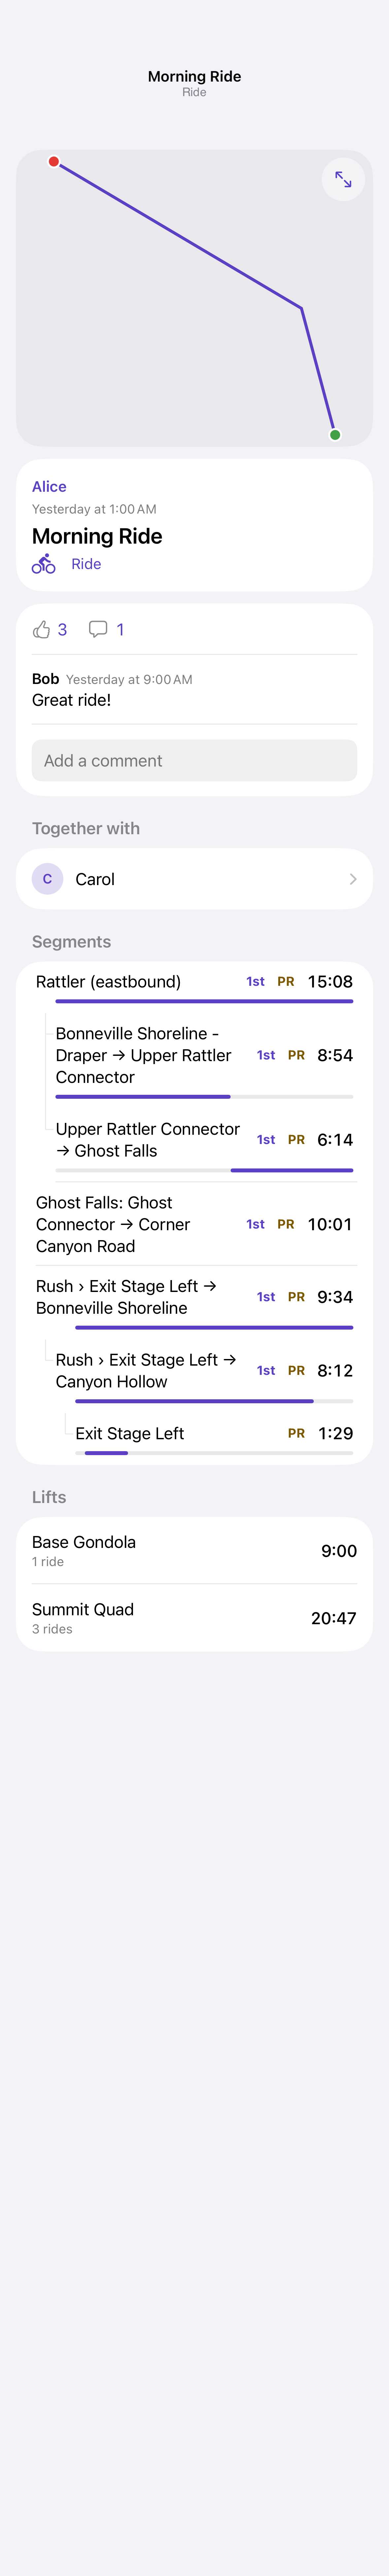 Morning Ride
Ride
Alice
Yesterday at 1:00 AM
Morning Ride
Ride
3
1
Bob Yesterday at 9:00 AM
Great ride!
Add a comment
Together with
C
Carol
Segments
Rattler (eastbound) 1st PR 15:08
Bonneville Shoreline -
Draper → Upper Rattler
Connector
1st PR 8:54
Upper Rattler Connector
→ Ghost Falls
1st PR 6:14
Ghost Falls: Ghost
Connector → Corner
Canyon Road
1st PR 10:01
Rush › Exit Stage Left →
Bonneville Shoreline
1st PR 9:34
Rush › Exit Stage Left →
Canyon Hollow
1st PR 8:12
Exit Stage Left PR 1:29
Lifts
Base Gondola
1 ride
9:00
Summit Quad
3 rides
20:47